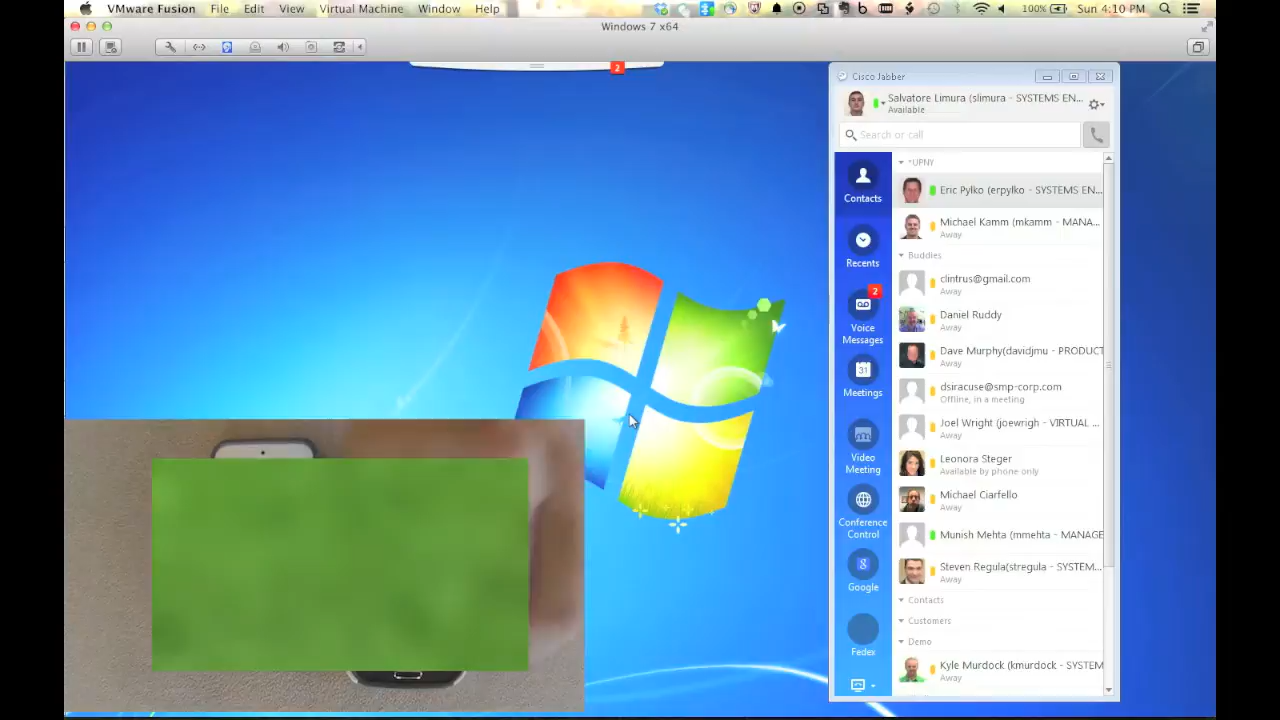 VMware Fusion File Edit View Virtual Machine Window Help 100% Sun 4:10 PM
Windows 7 x64
2
Cisco Jabber
Salvatore Limura (slimura - SYSTEMS EN...
Available
Search or call
Contacts
Recents
2
Voice
Messages
31
Meetings
Video
Meeting
Conference
Control
g
Google
Fedex
*UPNY
Eric Pylko (erpylko - SYSTEMS EN...
Michael Kamm (mkamm - MANA...
Away
Buddies
clintrus@gmail.com
Away
Daniel Ruddy
Away
Dave Murphy(davidjmu - PRODUCT
Away
dsiracuse@smp-corp.com
Offline, in a meeting
Joel Wright (joewrigh - VIRTUAL ...
Away
Leonora Steger
Available by phone only
Michael Ciarfello
Away
Munish Mehta (mmehta - MANAGE
Steven Regula(stregula - SYSTEM...
Away
Contacts
Customers
Demo
Kyle Murdock (kmurdock - SYSTEM
Away